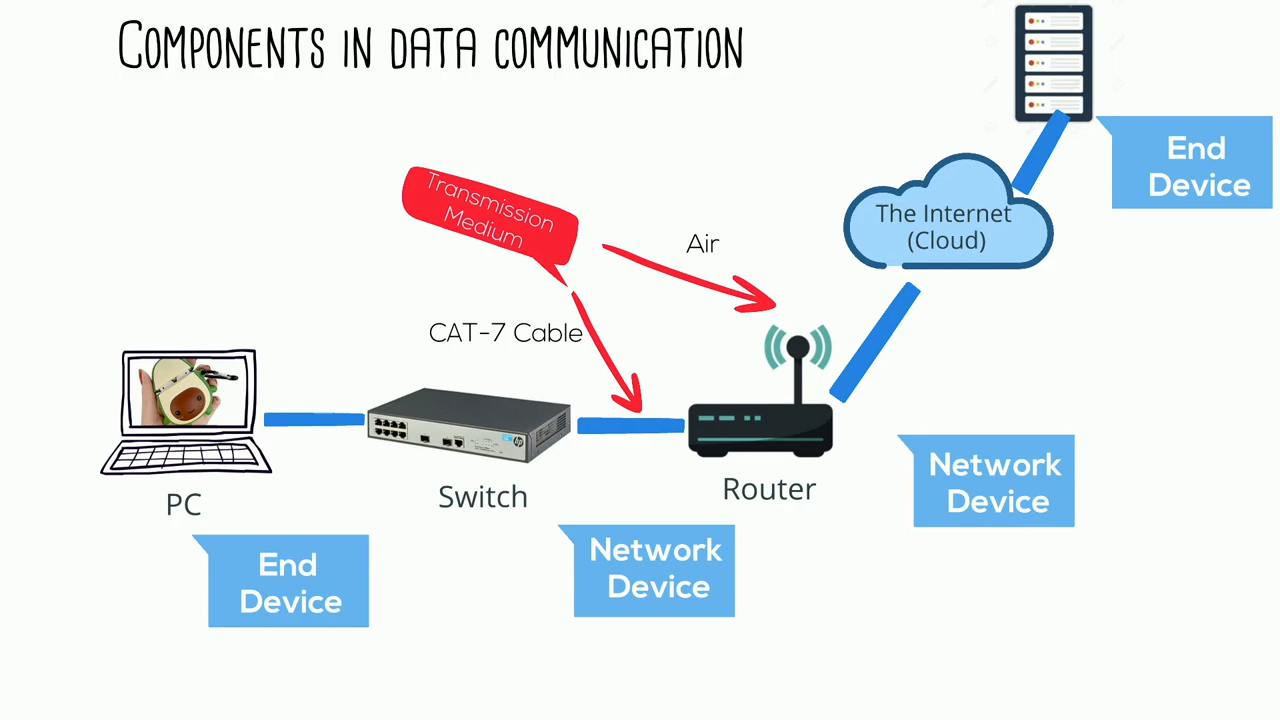 COMPONENTS IN DATA COMMUNICATION
End
Device
The Internet
(Cloud)
Transmission
Medium
Air
CAT-7 Cable
hp
PC
Switch
Router
Network
Device
Network
Device
End
Device